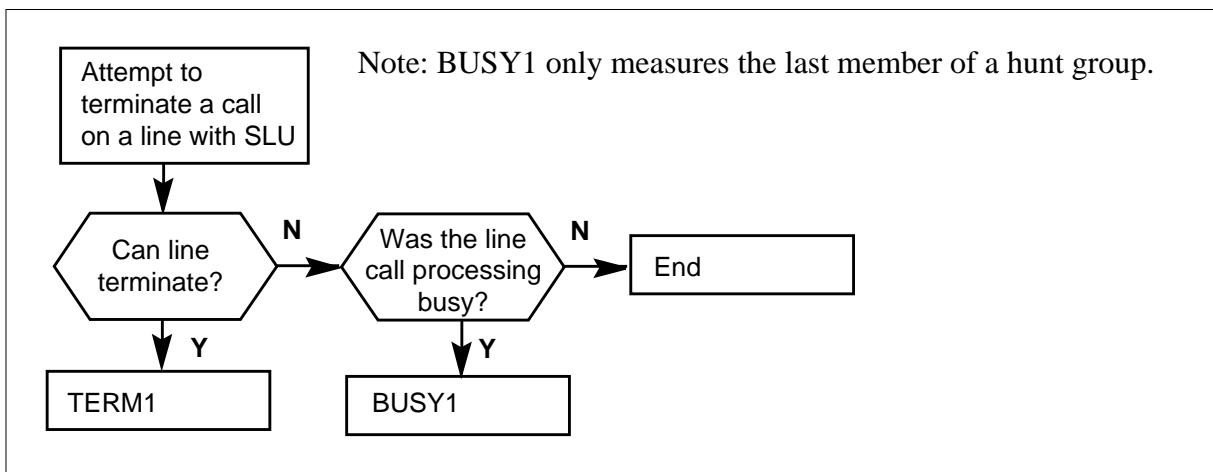 Attempt to
terminate a call
on a line with SLU
Note: BUSY1 only measures the last member of a hunt group.
Can line
terminate?
N
Was the line
call processing
busy?
N
End
Y
Y
TERM1
BUSY1